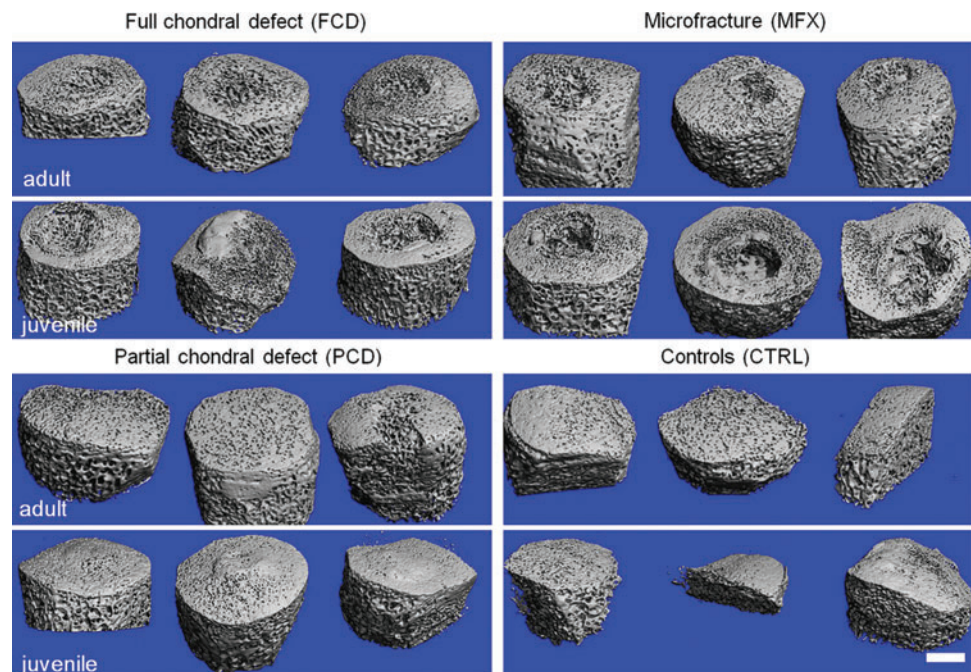 Full chondral defect (FCD)
Microfracture (MFX)
adult
juvenile
Partial chondral defect (PCD)
Controls (CTRL)
adult
juvenile